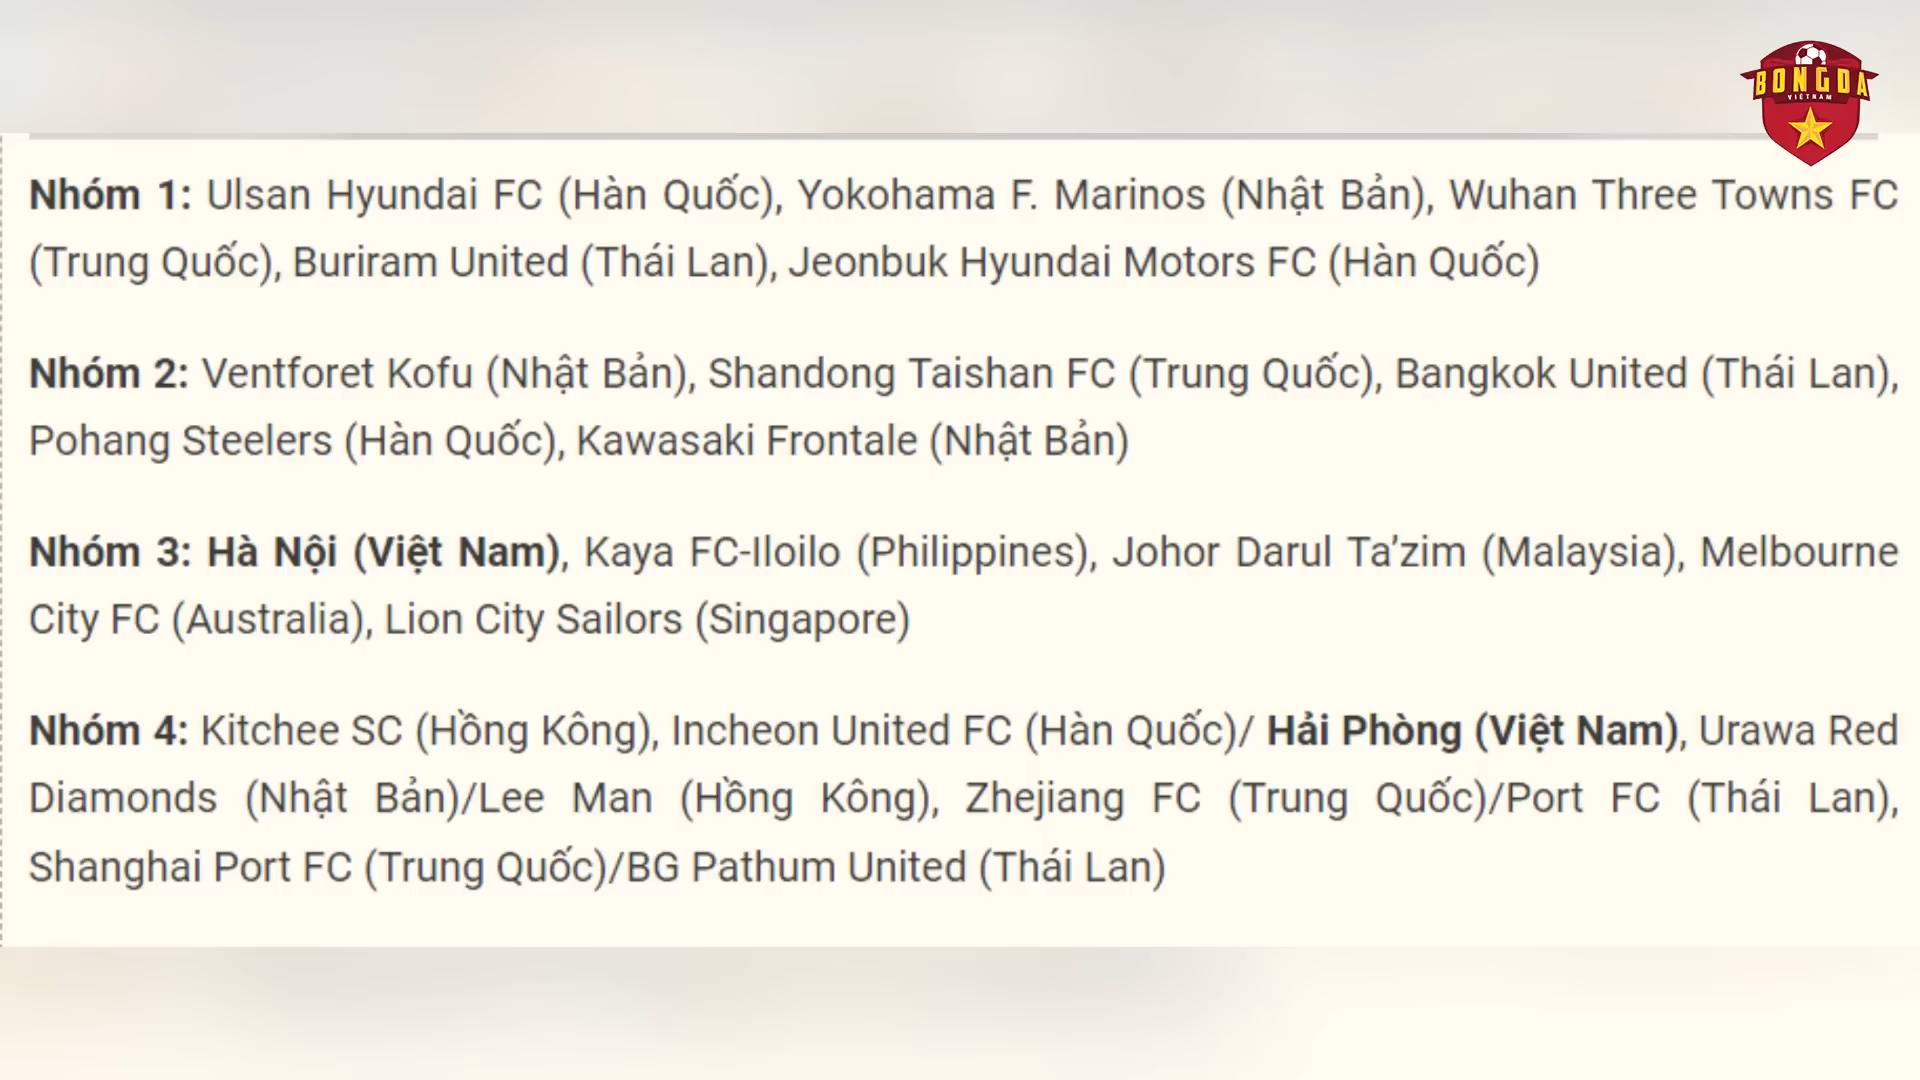 BONGDA
VIETNAM
Nhóm 1: Ulsan Hyundai FC (Hàn Quốc), Yokohama F. Marinos (Nhật Bản), Wuhan Three Towns FC
(Trung Quốc), Buriram United (Thái Lan), Jeonbuk Hyundai Motors FC (Hàn Quốc)
Nhóm 2: Ventforet Kofu (Nhật Bản), Shandong Taishan FC (Trung Quốc), Bangkok United (Thái Lan),
Pohang Steelers (Hàn Quốc), Kawasaki Frontale (Nhật Bản)
Nhóm 3: Hà Nội (Việt Nam), Kaya FC-Iloilo (Philippines), Johor Darul Ta’zim (Malaysia), Melbourne
City FC (Australia), Lion City Sailors (Singapore)
Nhóm 4: Kitchee SC (Hồng Kông), Incheon United FC (Hàn Quốc)/ Hải Phòng (Việt Nam), Urawa Red
Diamonds (Nhật Bản)/Lee Man (Hồng Kông), Zhejiang FC (Trung Quốc)/Port FC (Thái Lan),
Shanghai Port FC (Trung Quốc)/BG Pathum United (Thái Lan)